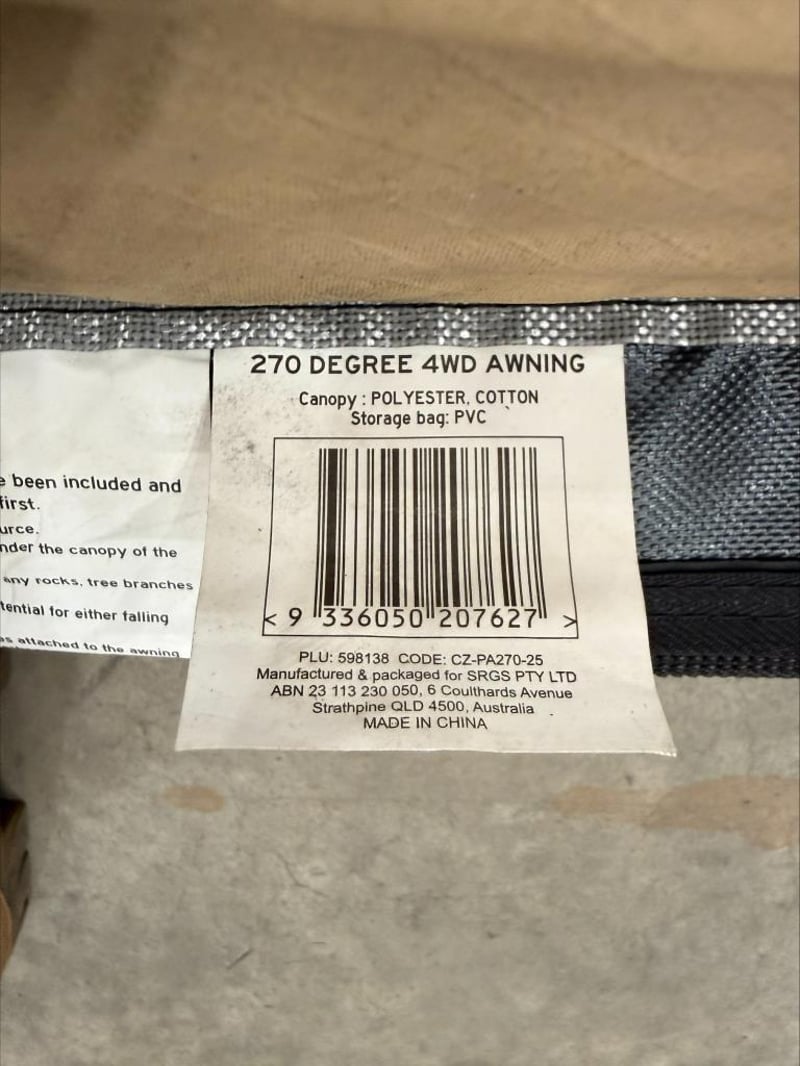 270 DEGREE 4WD AWNING
Canopy : POLYESTER, COTTON
Storage bag: PVC
< 9 336050 207627 >
PLU: 598138 CODE: CZ-PA270-25
Manufactured & packaged for SRGS PTY LTD
ABN 23 113 230 050, 6 Coulthards Avenue
Strathpine QLD 4500, Australia
MADE IN CHINA
been included and
first.
under the canopy of the
any rocks, tree branches
for either falling
attached to the awning